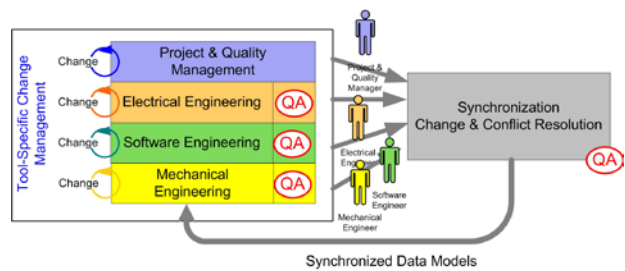 Tool-Specific Change
Management
Change
Project & Quality
Management
Change
Electrical Engineering
QA
Change
Software Engineering
QA
Change
Mechanical
Engineering
QA
Project &
Quality
Manager
Electrical
Engineer
Software
Engineer
Mechanical
Engineer
Synchronization
Change & Conflict Resolution
QA
Synchronized Data Models